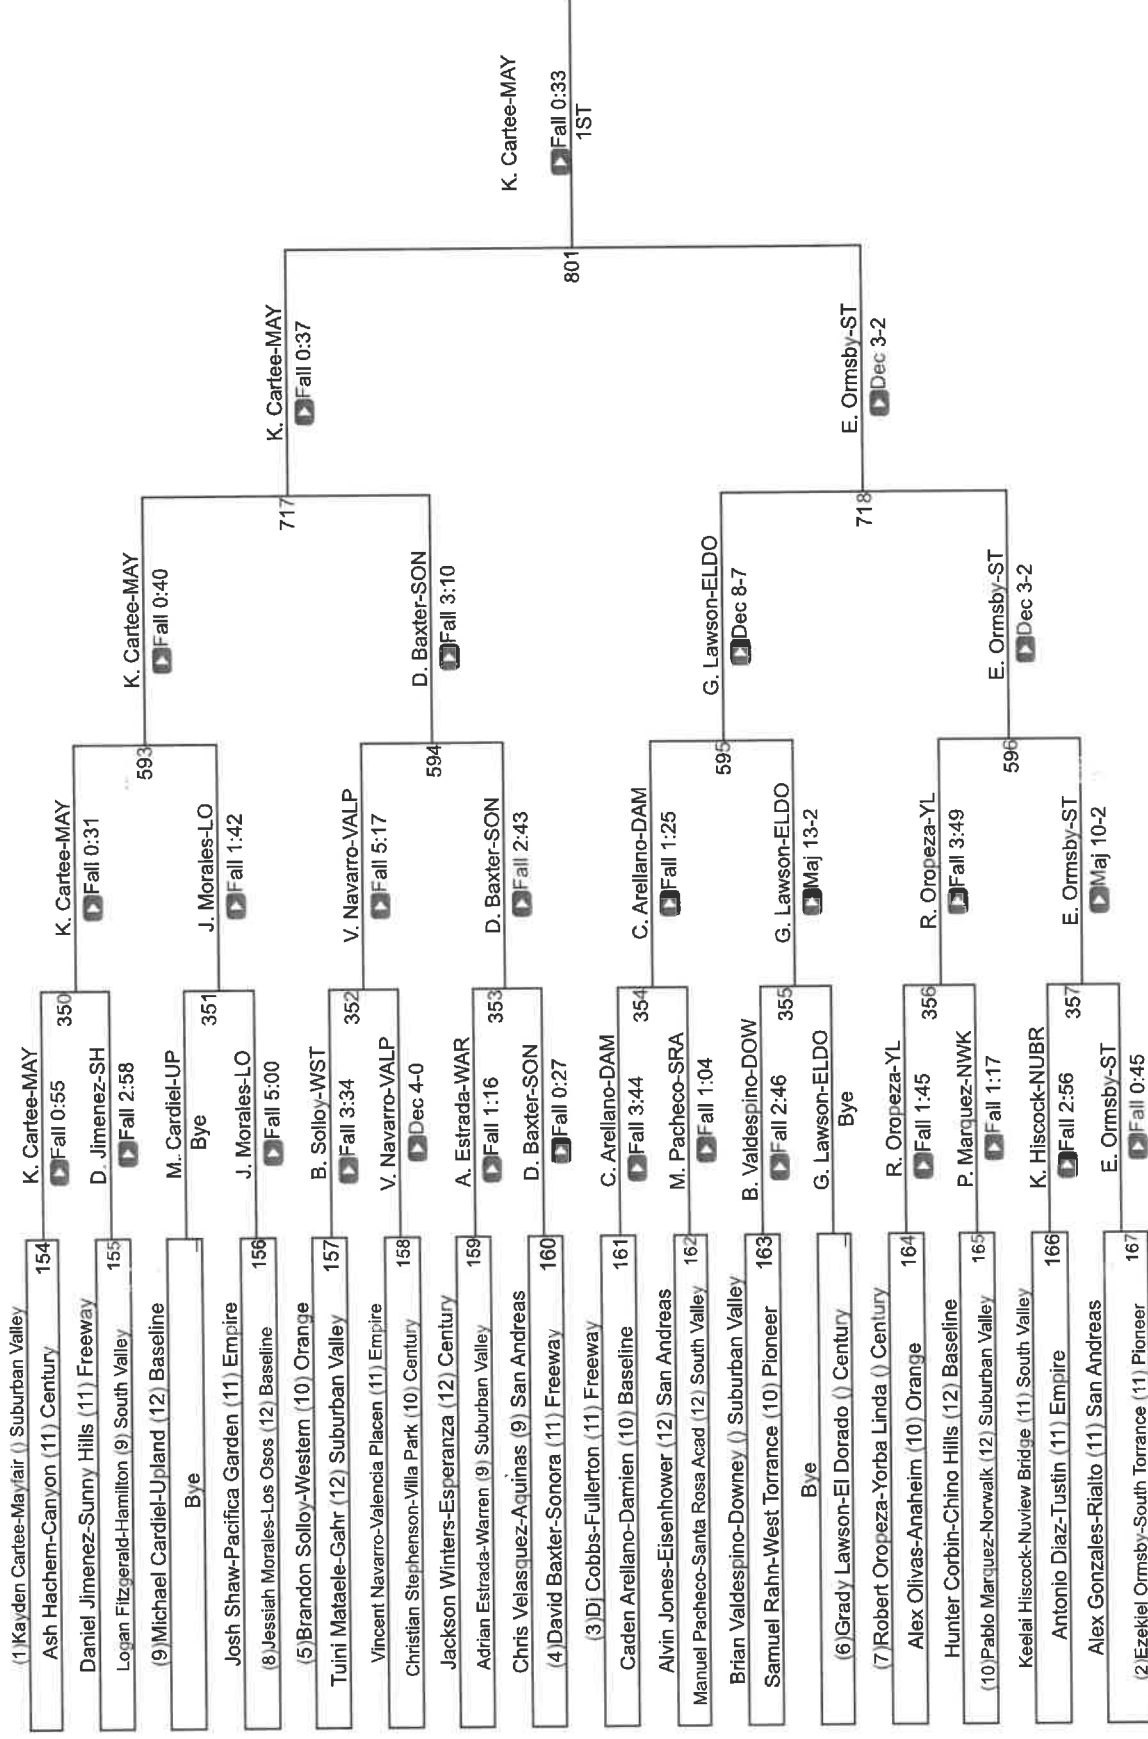 (1)Kayden Cartee-Mayfair () Suburban Valley
154
Ash Hachem-Canyon (11) Century
Daniel Jimenez-Sunny Hills (11) Freeway
155
Logan Fitzgerald-Hamilton (9) South Valley
(9)Michael Cardiel-Upland (12) Baseline
Bye
Josh Shaw-Pacifica Garden (11) Empire
156
(8)Jessiah Morales-Los Osos (12) Baseline
(5)Brandon Solloy-Western (10) Orange
157
Tuini Mataele-Gahr (12) Suburban Valley
Vincent Navarro-Valencia Placen (11) Empire
158
Christian Stephenson-Villa Park (10) Century
Jackson Winters-Esperanza (12) Century
159
Adrian Estrada-Warren (9) Suburban Valley
Chris Velasquez-Aquinas (9) San Andreas
160
(4)David Baxter-Sonora (11) Freeway
(3)Dj Cobbs-Fullerton (11) Freeway
161
Caden Arellano-Damien (10) Baseline
Alvin Jones-Eisenhower (12) San Andreas
162
Manuel Pacheco-Santa Rosa Acad (12) South Valley
Brian Valdespino-Downey () Suburban Valley
163
Samuel Rahn-West Torrance (10) Pioneer
Bye
(6)Grady Lawson-El Dorado () Century
(7)Robert Oropeza-Yorba Linda () Century
164
Alex Olivas-Anaheim (10) Orange
Hunter Corbin-Chino Hills (12) Baseline
165
(10)Pablo Marquez-Norwalk (12) Suburban Valley
Keelai Hiscock-Nuview Bridge (11) South Valley
166
Antonio Diaz-Tustin (11) Empire
Alex Gonzales-Rialto (11) San Andreas
167
(2)Ezekiel Ormsby-South Torrance (11) Pioneer
K. Cartee-MAY
Fall 0:55
350
D. Jimenez-SH
Fall 2:58
M. Cardiel-UP
Bye
351
J. Morales-LO
Fall 5:00
B. Solloy-WST
Fall 3:34
352
V. Navarro-VALP
Dec 4-0
A. Estrada-WAR
Fall 1:16
353
D. Baxter-SON
Fall 0:27
C. Arellano-DAM
Fall 3:44
354
M. Pacheco-SRA
Fall 1:04
B. Valdespino-DOW
Fall 2:46
355
G. Lawson-ELDO
Bye
R. Oropeza-YL
Fall 1:45
356
P. Marquez-NWK
Fall 1:17
K. Hiscock-NUBR
Fall 2:56
357
E. Ormsby-ST
Fall 0:45
K. Cartee-MAY
Fall 0:31
593
J. Morales-LO
Fall 1:42
V. Navarro-VALP
Fall 5:17
594
D. Baxter-SON
Fall 2:43
C. Arellano-DAM
Fall 1:25
595
G. Lawson-ELDO
Maj 13-2
R. Oropeza-YL
Fall 3:49
596
E. Ormsby-ST
Maj 10-2
K. Cartee-MAY
Fall 0:40
717
D. Baxter-SON
Fall 3:10
G. Lawson-ELDO
Dec 8-7
718
E. Ormsby-ST
Dec 3-2
K. Cartee-MAY
Fall 0:37
801
E. Ormsby-ST
Dec 3-2
K. Cartee-MAY
Fall 0:33
1ST